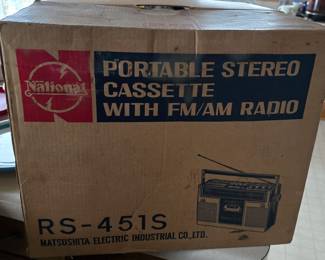 National
PORTABLE STEREO
CASSETTE
WITH FM/AM RADIO
RS-451S
MATSUSHITA ELECTRIC INDUSTRIAL CO.,LTD.